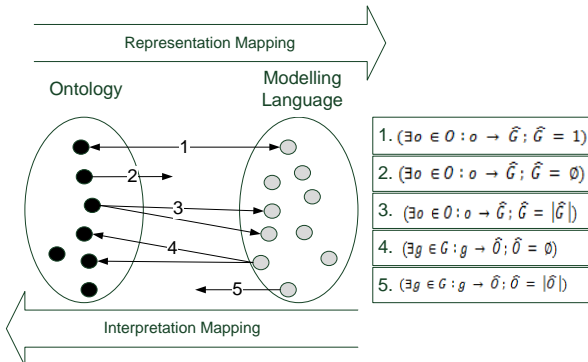 Representation Mapping
Ontology
Modelling
Language
1
2
3
4
5
1. (∃o ∈ O : o → Ĝ ; Ĝ = 1)
2. (∃o ∈ O : o → Ĝ ; Ĝ = ∅)
3. (∃o ∈ O : o → Ĝ ; Ĝ = |Ĝ|)
4. (∃g ∈ G : g → Ô ; Ô = ∅)
5. (∃g ∈ G : g → Ô ; Ô = |Ô|)
Interpretation Mapping